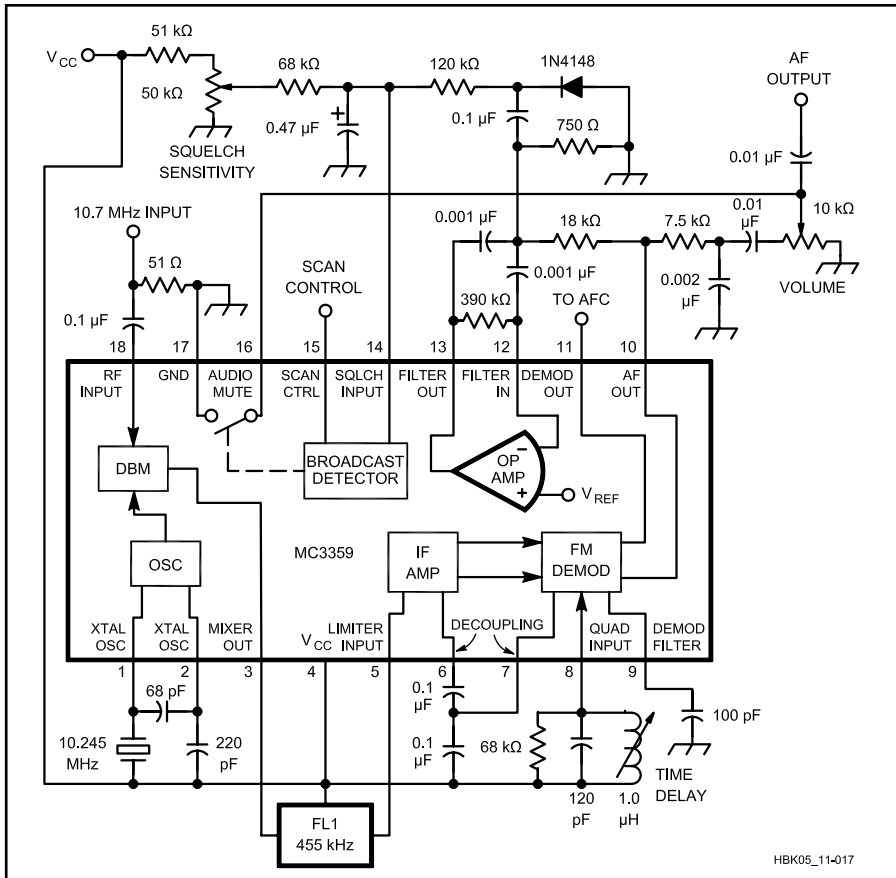 51 kΩ
VCC
68 kΩ
120 kΩ
1N4148
AF
OUTPUT
50 kΩ
+
0.47 µF
0.1 µF
750 Ω
SQUELCH
SENSITIVITY
0.01 µF
10.7 MHz INPUT
0.001 µF
18 kΩ
7.5 kΩ
0.01
µF
10 kΩ
51 Ω
SCAN
CONTROL
0.001 µF
0.002
µF
VOLUME
390 kΩ
TO AFC
0.1 µF
18 17 16 15 14 13 12 11 10
RF
INPUT
GND
AUDIO
MUTE
SCAN
CTRL
SQLCH
INPUT
FILTER
OUT
FILTER
IN
DEMOD
OUT
AF
OUT
DBM
BROADCAST
DETECTOR
–
OP
AMP
+
VREF
OSC
MC3359
IF
AMP
FM
DEMOD
XTAL
OSC
XTAL
OSC
MIXER
OUT
VCC
LIMITER
INPUT
DECOUPLING
QUAD
INPUT
DEMOD
FILTER
1 2 3 4 5 6 7 8 9
68 pF
0.1
µF
100 pF
10.245
MHz
220
pF
0.1
µF
68 kΩ
TIME
DELAY
120
pF
1.0
µH
FL1
455 kHz
HBK05_11-017